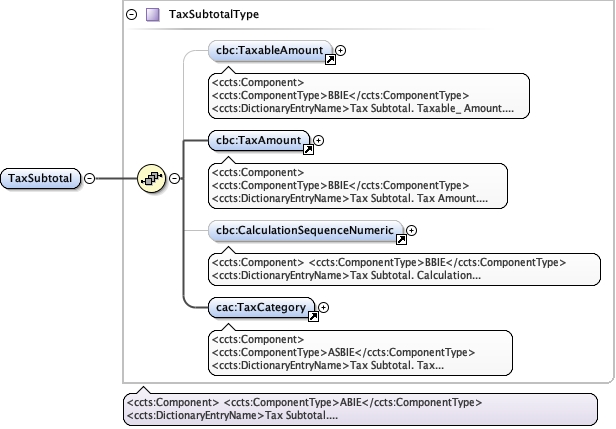 TaxSubtotalType
cbc:TaxableAmount
<ccts:Component>
<ccts:ComponentType>BBIE</ccts:ComponentType>
<ccts:DictionaryEntryName>Tax Subtotal. Taxable_ Amount....
cbc:TaxAmount
<ccts:Component>
<ccts:ComponentType>BBIE</ccts:ComponentType>
<ccts:DictionaryEntryName>Tax Subtotal. Tax Amount....
TaxSubtotal
cbc:CalculationSequenceNumeric
<ccts:Component> <ccts:ComponentType>BBIE</ccts:ComponentType>
<ccts:DictionaryEntryName>Tax Subtotal. Calculation...
cac:TaxCategory
<ccts:Component>
<ccts:ComponentType>ASBIE</ccts:ComponentType>
<ccts:DictionaryEntryName>Tax Subtotal. Tax...
<ccts:Component> <ccts:ComponentType>ABIE</ccts:ComponentType>
<ccts:DictionaryEntryName>Tax Subtotal....